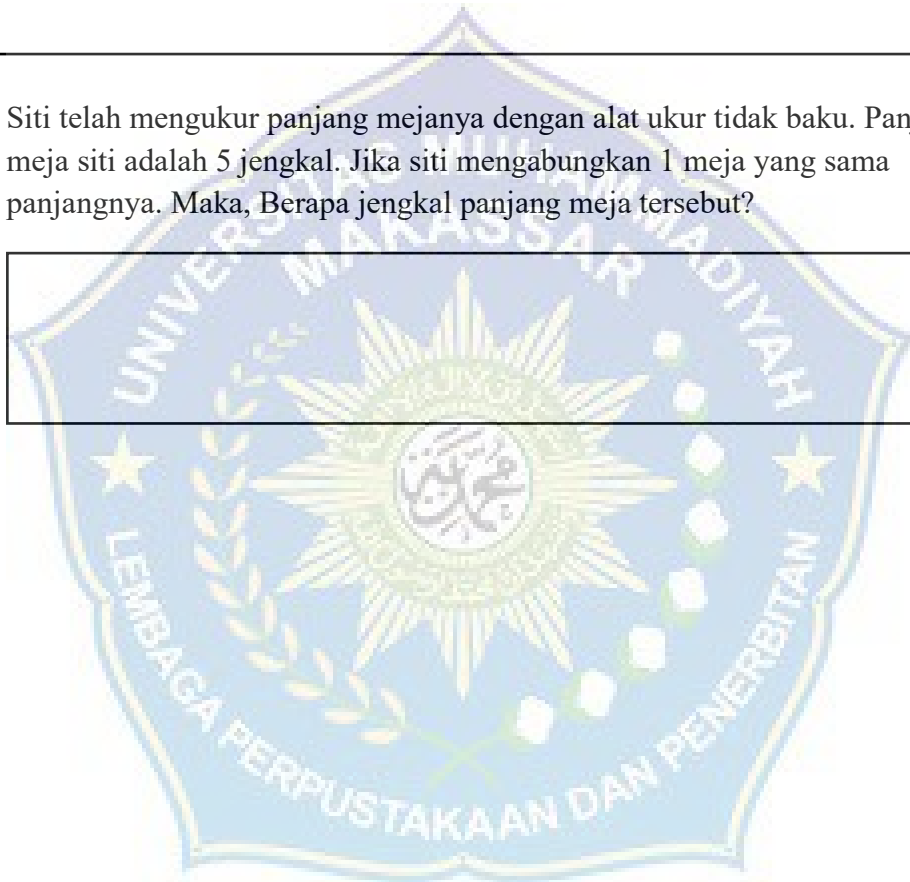 Siti telah mengukur panjang mejanya dengan alat ukur tidak baku. Pan
meja siti adalah 5 jengkal. Jika siti mengabungkan 1 meja yang sama
panjangnya. Maka, Berapa jengkal panjang meja tersebut?
UNIVERSITAS MUHAMMADIYAH
MAKASSAR
LEMBAGA PERPUSTAKAAN DAN PENERBITAN